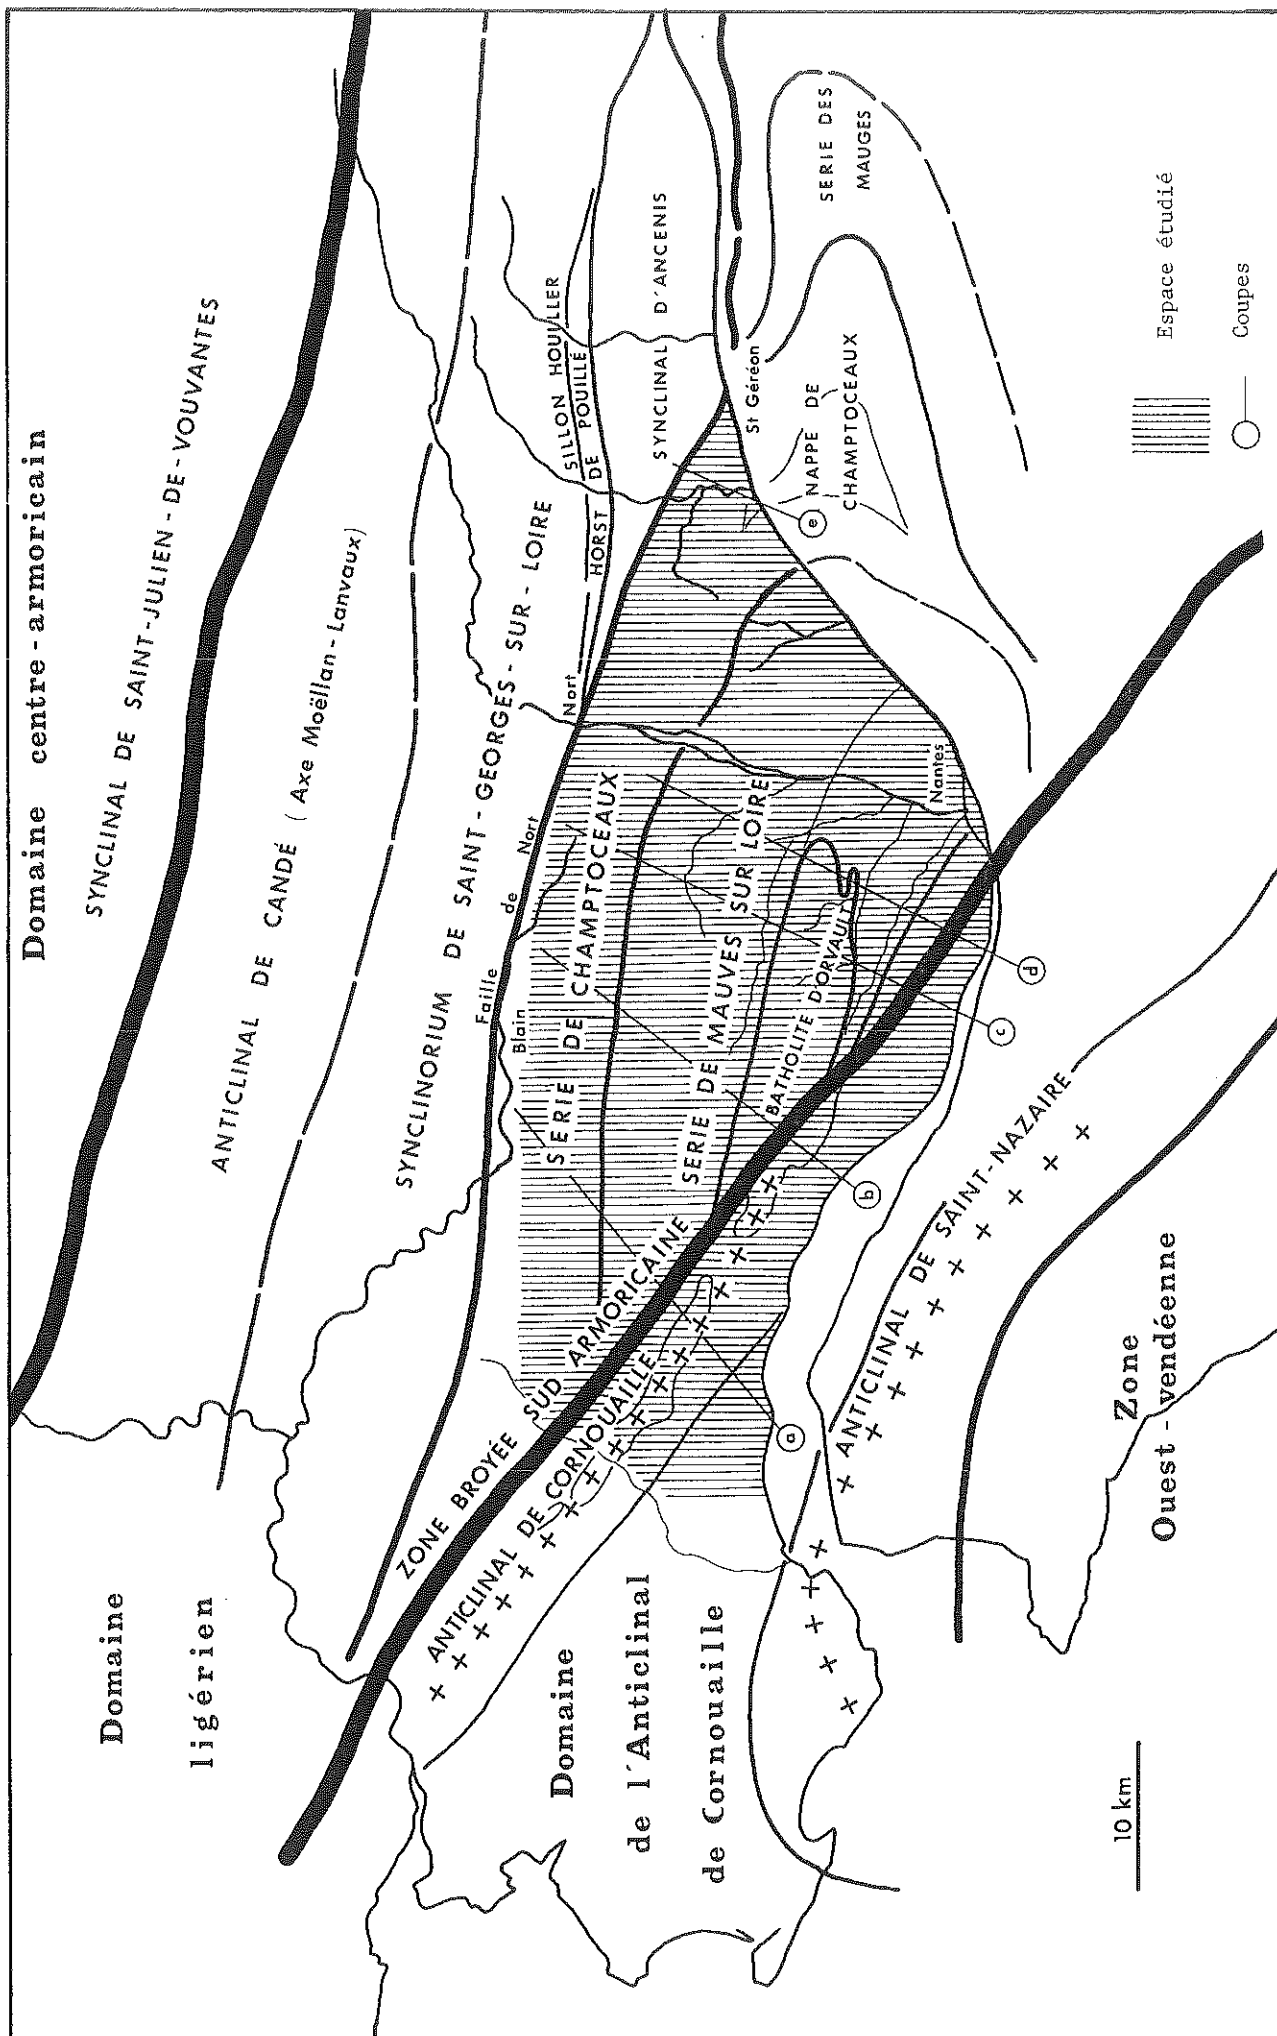 Domaine centre-armoricain
SYNCLINAL DE SAINT-JULIEN-DE-VOUVANTES
ANTICLINAL DE CANDÉ ( Axe Moëllan-Lanvaux)
SYNCLINORIUM DE SAINT-GEORGES-SUR-LOIRE
Domaine
ligérien
SILLON HOUILLER
HORST DE POUILLÉ
SYNCLINAL D'ANCENIS
Faille de Nort
Nort
Blain
SERIE DE CHAMPTOCEAUX
SERIE DE MAUVES SUR LOIRE
BATHOLITE D'ORVAULT
Nantes
St Géréon
NAPPE DE
CHAMPTOCEAUX
SERIE DES
MAUGES
ZONE BROYÉE SUD ARMORICAINE
ANTICLINAL DE CORNOUAILLE
Domaine
de l'Anticlinal
de Cornouaille
ANTICLINAL DE SAINT-NAZAIRE
Zone
Ouest-vendéenne
a
b
c
d
e
10 km
Espace étudié
Coupes